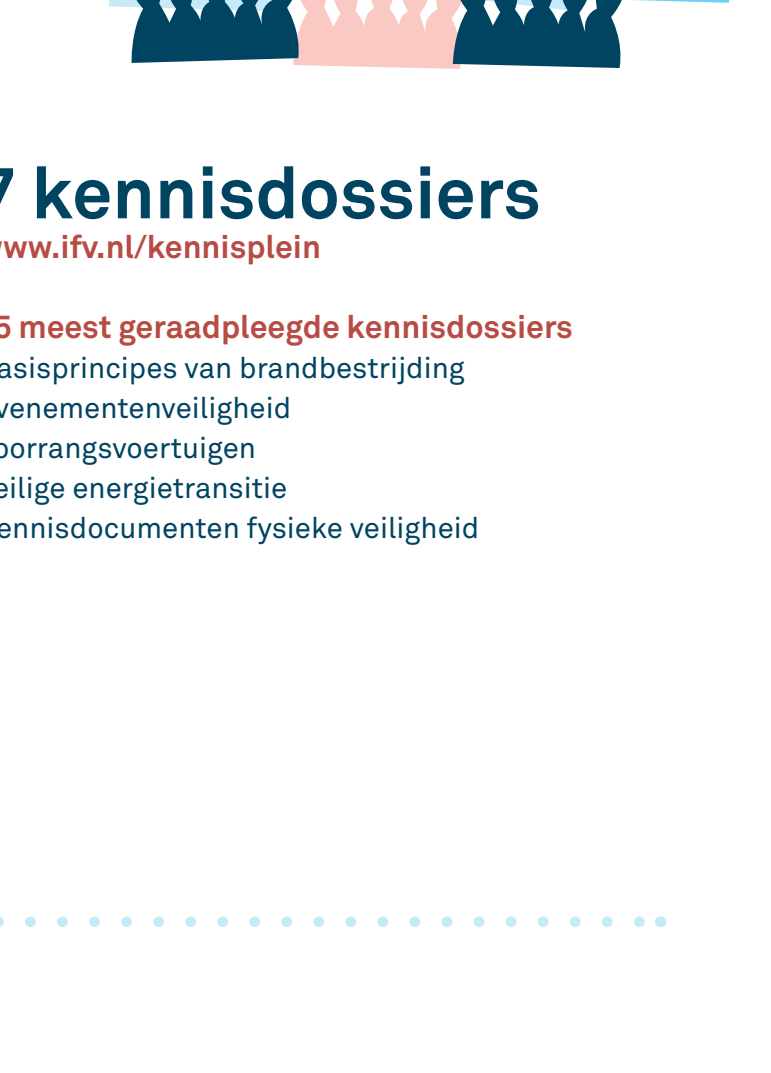 7 kennisdossiers
www.ifv.nl/kennisplein
5 meest geraadpleegde kennisdossiers
asisprincipes van brandbestrijding
venementenveiligheid
oorrangsvoertuigen
eilige energietransitie
ennisdocumenten fysieke veiligheid